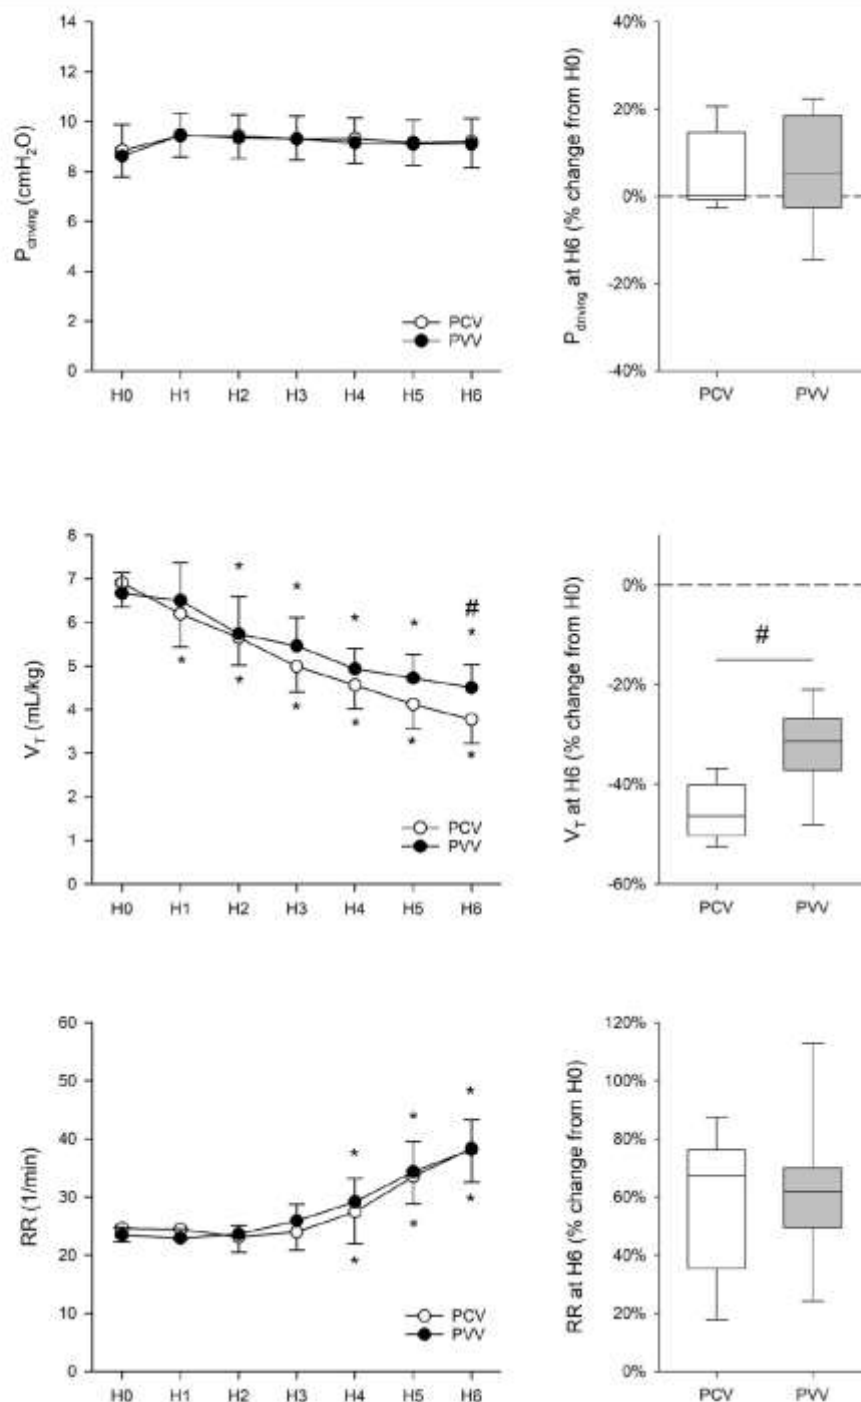 14
12
10
8
6
4
2
0
P driving (cmH2O)
PCV
PVV
H0 H1 H2 H3 H4 H5 H6
40%
20%
0%
-20%
-40%
P driving at H6 (% change from H0)
PCV PVV
8
7
6
5
4
3
2
1
0
VT (mL/kg)
* * * * * #
*
* * * * * *
PCV
PVV
H0 H1 H2 H3 H4 H5 H6
0%
-20%
-40%
-60%
VT at H6 (% change from H0)
#
PCV PVV
60
50
40
30
20
10
0
RR (1/min)
* * *
* * *
PCV
PVV
H0 H1 H2 H3 H4 H5 H6
120%
100%
80%
60%
40%
20%
0%
RR at H6 (% change from H0)
PCV PVV